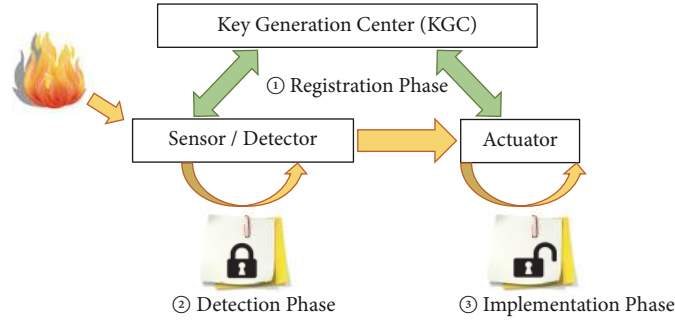 Key Generation Center (KGC)
① Registration Phase
Sensor / Detector
Actuator
② Detection Phase
③ Implementation Phase